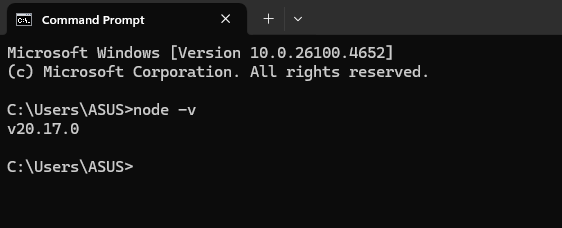 Command Prompt
Microsoft Windows [Version 10.0.26100.4652]
(c) Microsoft Corporation. All rights reserved.
C:\Users\ASUS>node -v
v20.17.0
C:\Users\ASUS>